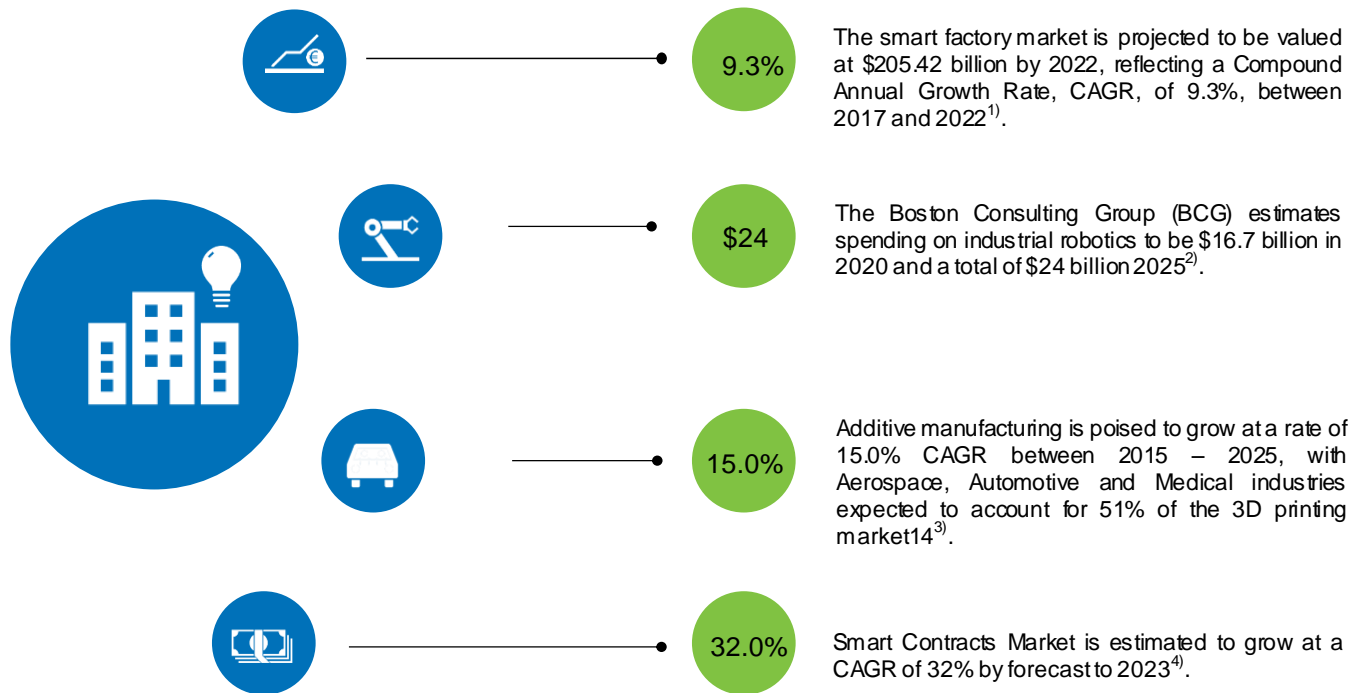 9.3%
The smart factory market is projected to be valued
at $205.42 billion by 2022, reflecting a Compound
Annual Growth Rate, CAGR, of 9.3%, between
2017 and 2022¹⁾.
$24
The Boston Consulting Group (BCG) estimates
spending on industrial robotics to be $16.7 billion in
2020 and a total of $24 billion 2025²⁾.
15.0%
Additive manufacturing is poised to grow at a rate of
15.0% CAGR between 2015 – 2025, with
Aerospace, Automotive and Medical industries
expected to account for 51% of the 3D printing
market14³⁾.
32.0%
Smart Contracts Market is estimated to grow at a
CAGR of 32% by forecast to 2023⁴⁾.